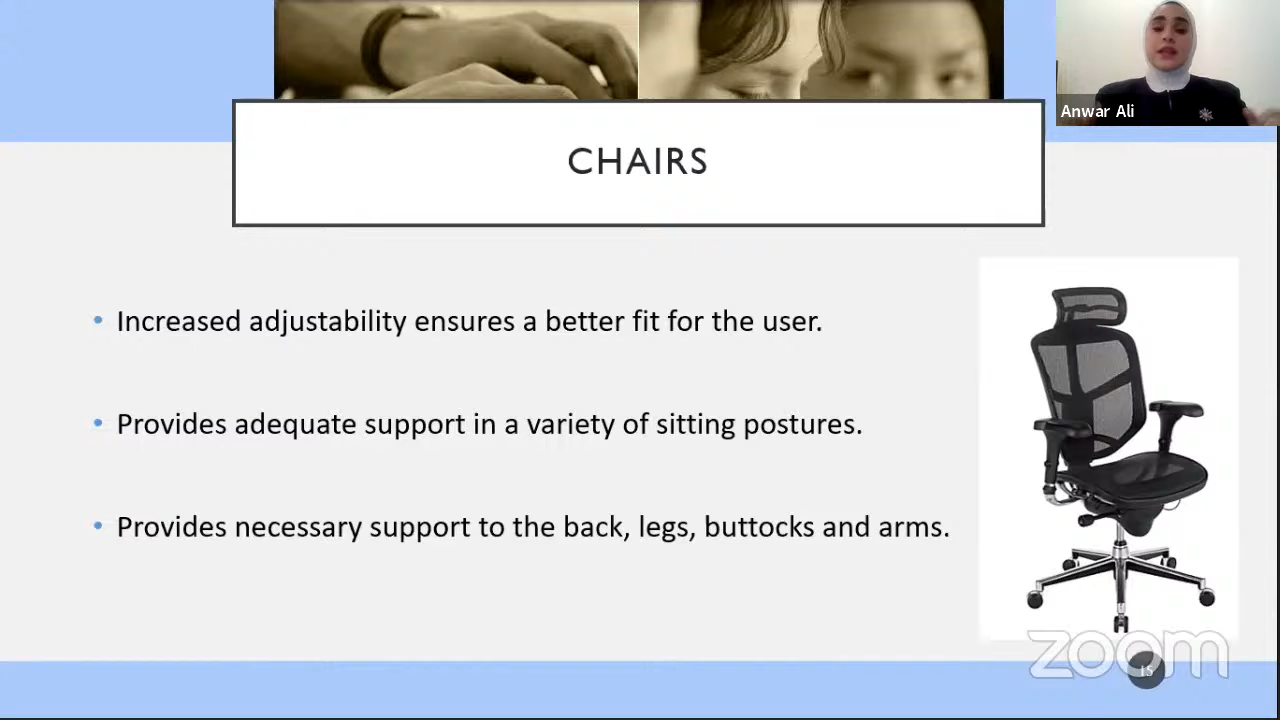 Anwar Ali
CHAIRS
• Increased adjustability ensures a better fit for the user.
• Provides adequate support in a variety of sitting postures.
• Provides necessary support to the back, legs, buttocks and arms.
zoom
15